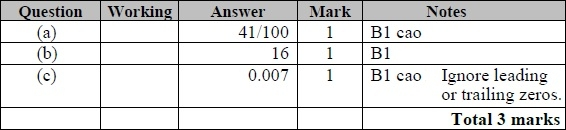 Question Working Answer Mark Notes
(a) 41/100 1 B1 cao
(b) 16 1 B1
(c) 0.007 1 B1 cao Ignore leading
or trailing zeros.
Total 3 marks